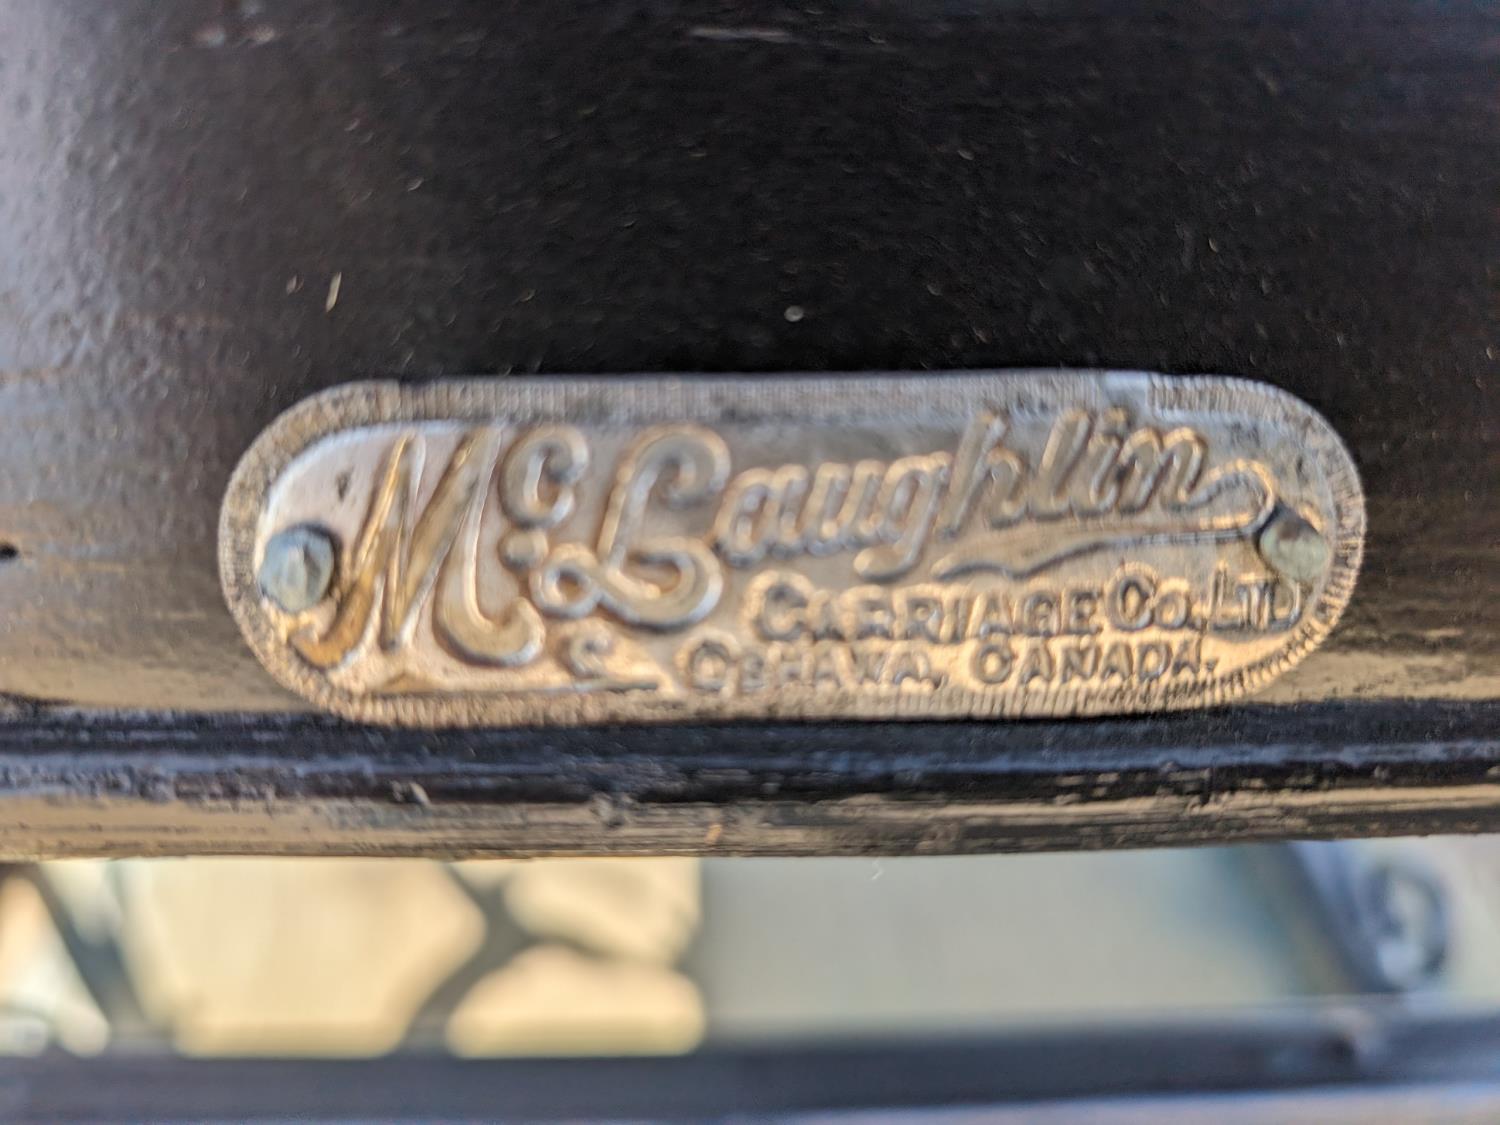 McLaughlin
CARRIAGE CO. LTD
OSHAWA, CANADA.